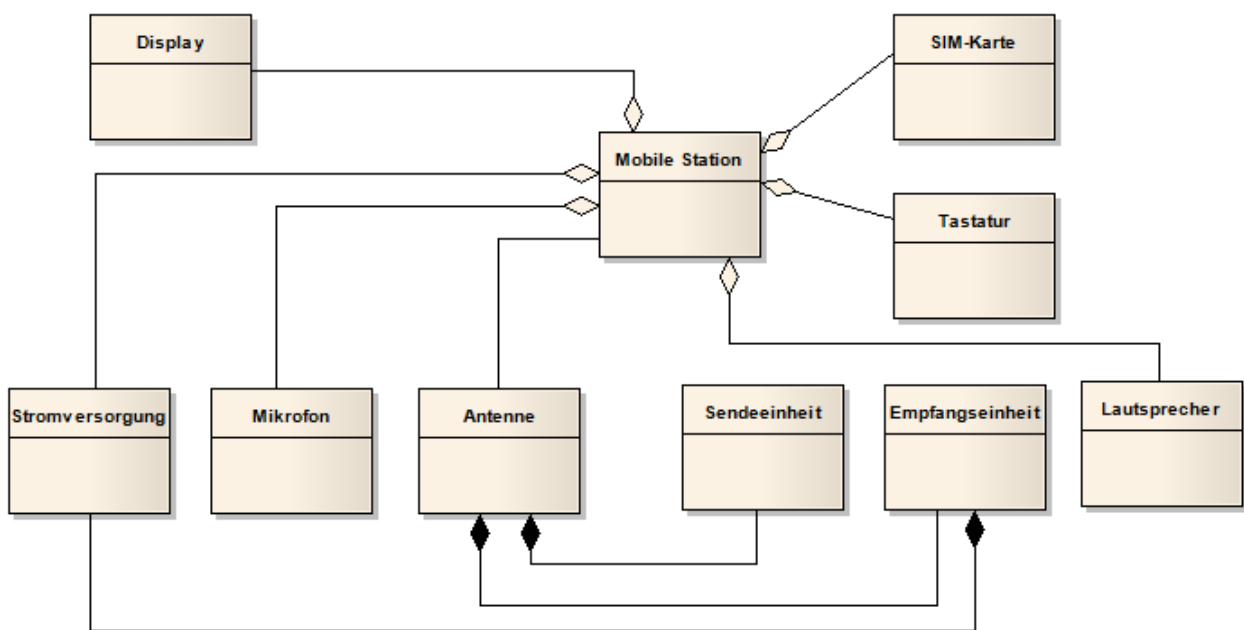 Display
SIM-Karte
Mobile Station
Tastatur
Stromversorgung
Mikrofon
Antenne
Sendeeinheit
Empfangseinheit
Lautsprecher